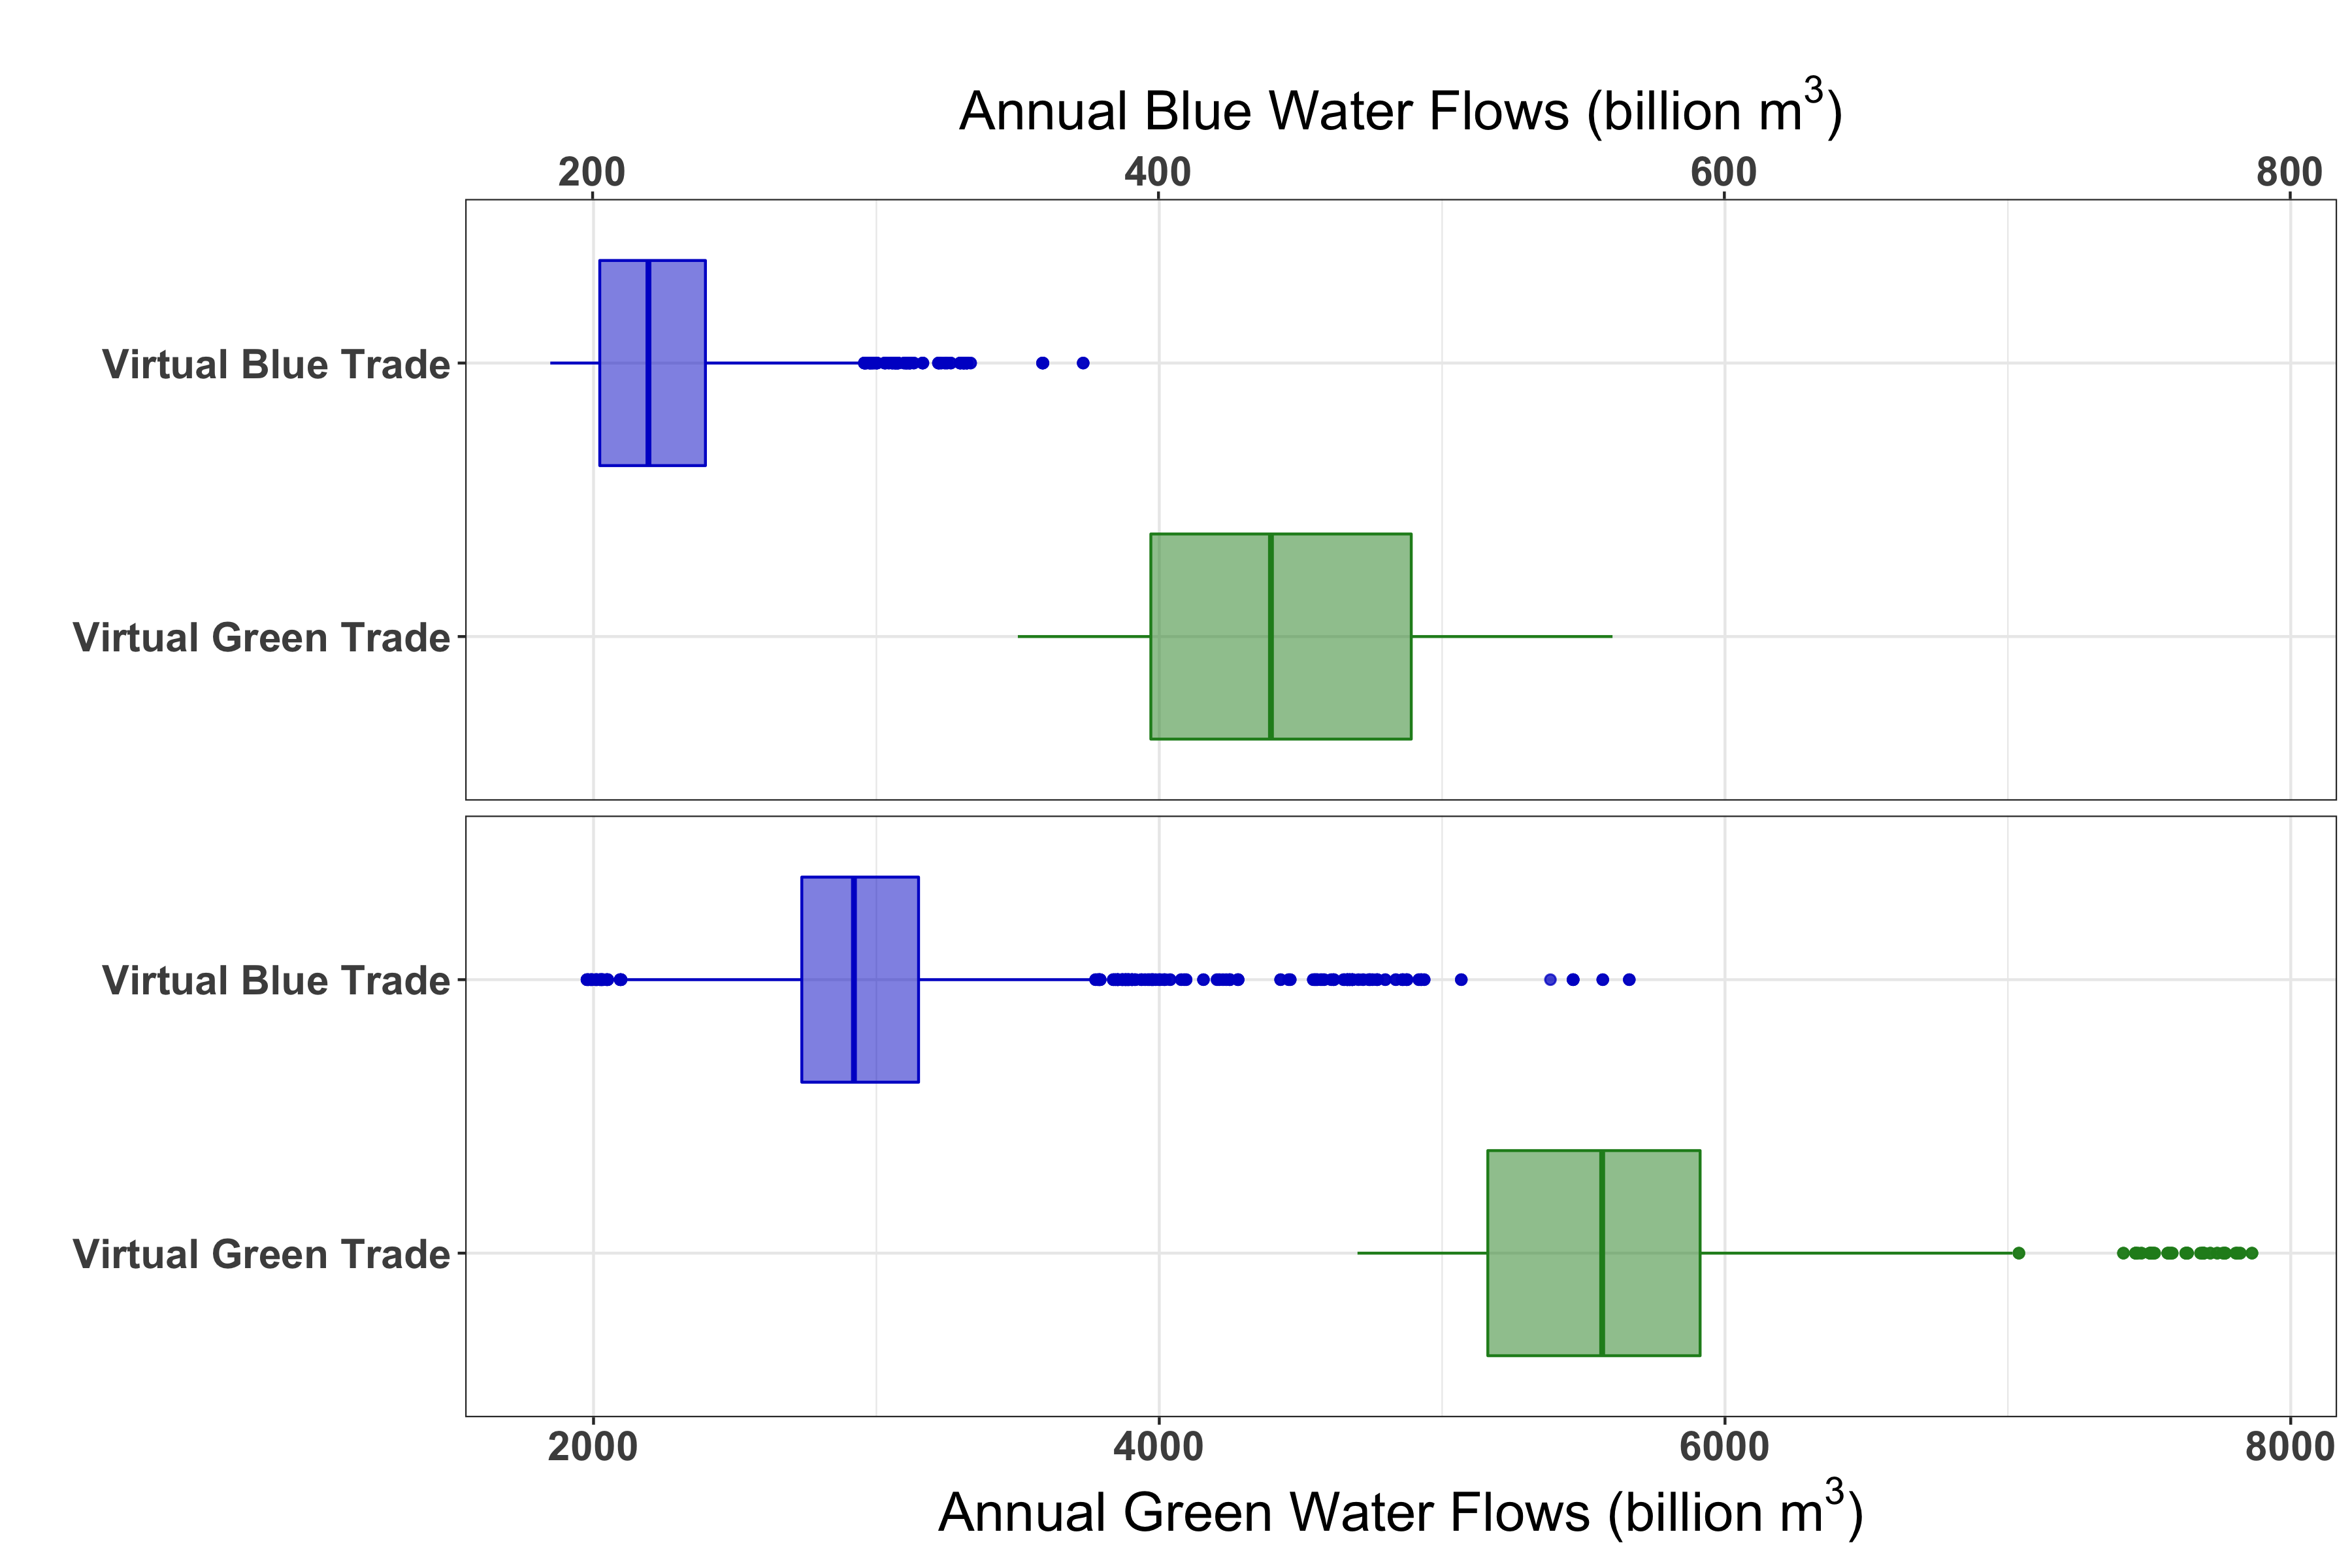 Annual Blue Water Flows (billion m³)
200 400 600 800
Virtual Blue Trade
Virtual Green Trade
Virtual Blue Trade
Virtual Green Trade
2000 4000 6000 8000
Annual Green Water Flows (billion m³)